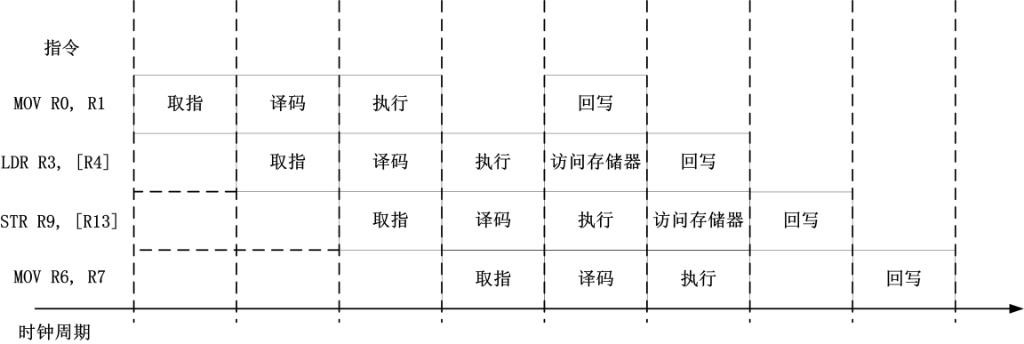 指令
MOV R0, R1 取指 译码 执行 回写
LDR R3, [R4] 取指 译码 执行 访问存储器 回写
STR R9, [R13] 取指 译码 执行 访问存储器 回写
MOV R6, R7 取指 译码 执行 回写
时钟周期